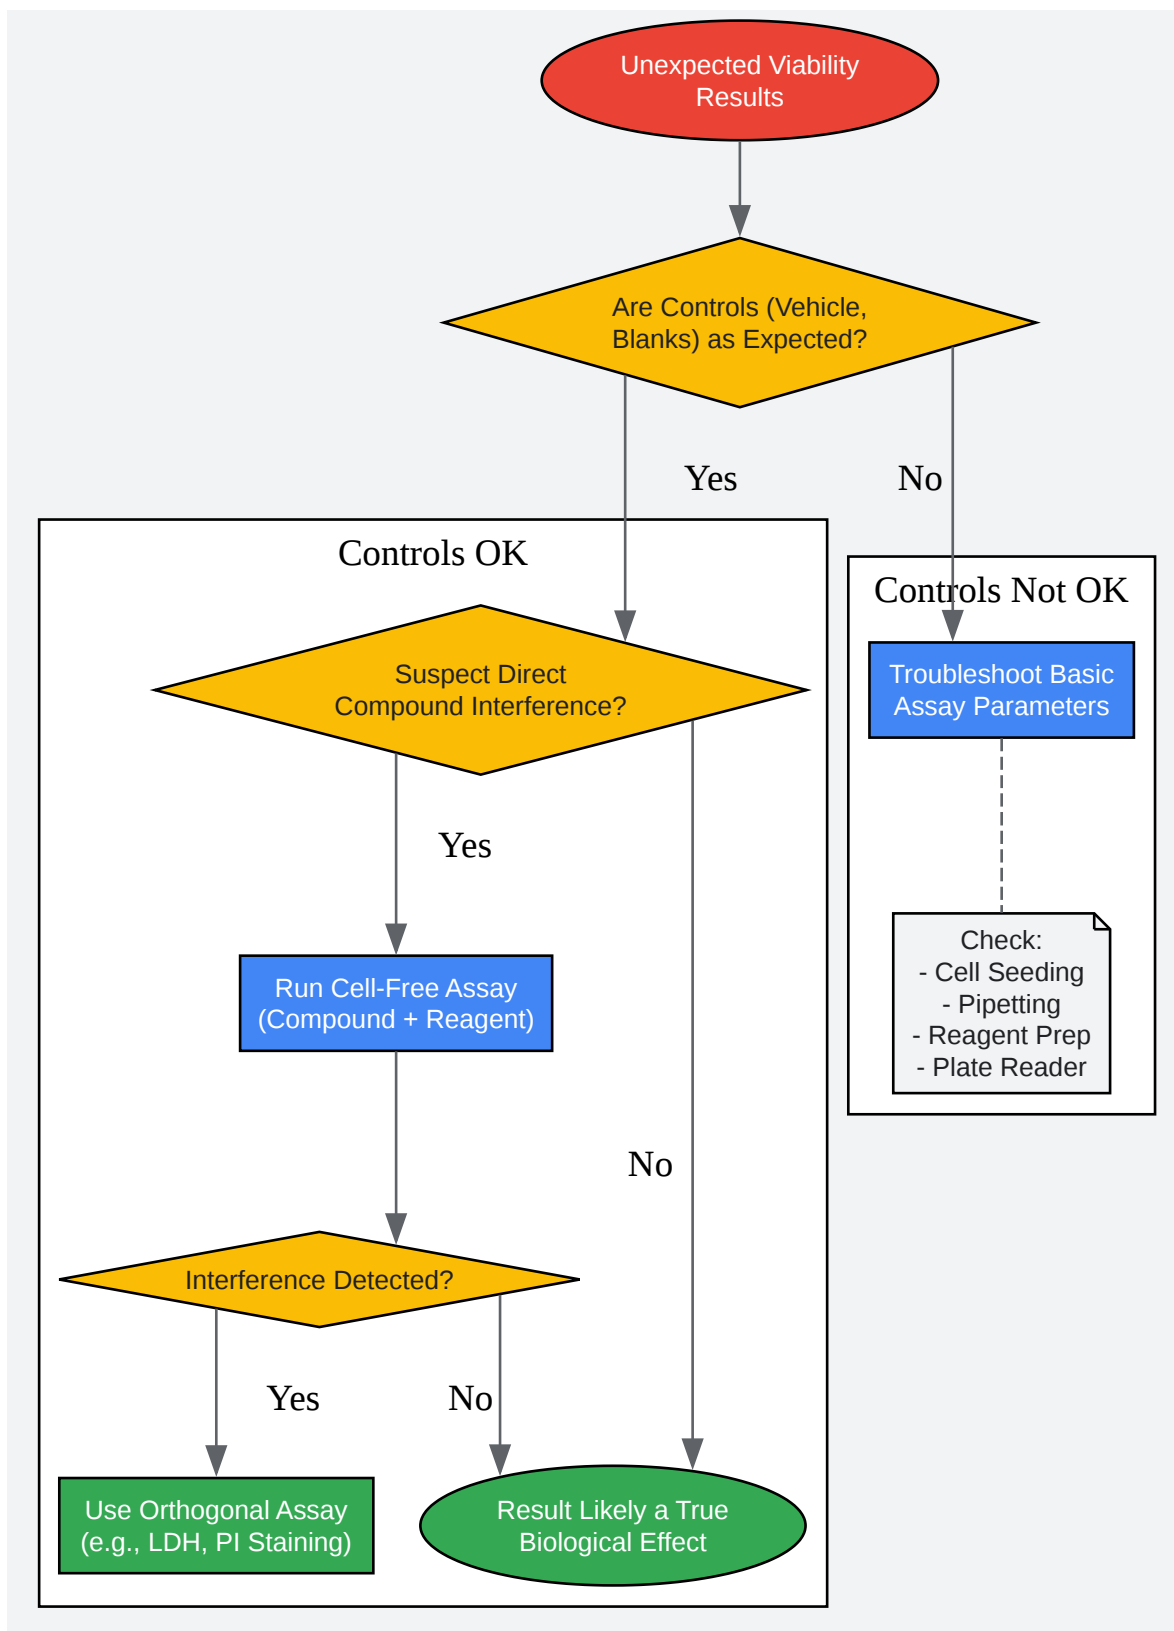 Unexpected Viability
Results
Are Controls (Vehicle,
Blanks) as Expected?
Yes
No
Controls OK
Controls Not OK
Suspect Direct
Compound Interference?
Troubleshoot Basic
Assay Parameters
Yes
Check:
- Cell Seeding
- Pipetting
- Reagent Prep
- Plate Reader
Run Cell-Free Assay
(Compound + Reagent)
No
Interference Detected?
Yes
No
Use Orthogonal Assay
(e.g., LDH, PI Staining)
Result Likely a True
Biological Effect